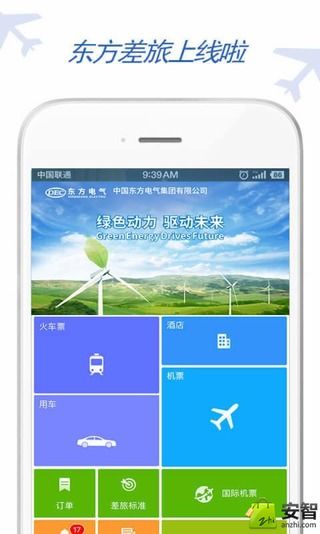 东方差旅上线啦
中国联通 9:39AM 86
DEC 东方电气 中国东方电气集团有限公司
DONGFANG ELECTRIC
绿色动力 驱动未来
Green Energy Drives Future
火车票
酒店
机票
用车
订单
差旅标准
国际机票
17
安智
anzhi.com
zhi